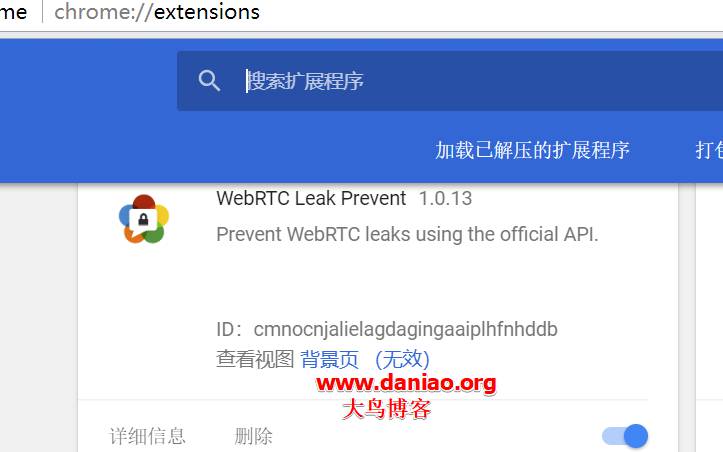 me chrome://extensions
搜索扩展程序
加载已解压的扩展程序 打包
WebRTC Leak Prevent 1.0.13
Prevent WebRTC leaks using the official API.
ID：cmnocnjalielagdagingaaiplhfnhddb
查看视图 背景页 （无效）
www.daniao.org
大鸟博客
详细信息 删除